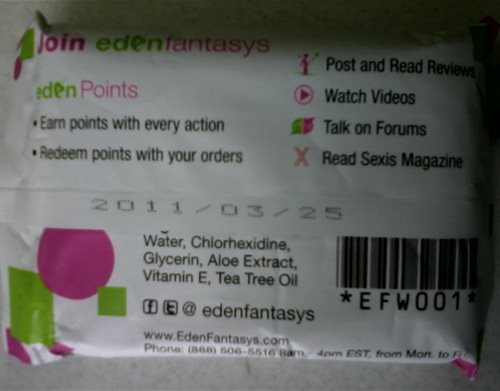 Join edenfantasys
eden Points
• Earn points with every action
• Redeem points with your orders
Post and Read Reviews
Watch Videos
Talk on Forums
Read Sexis Magazine
2011/03/25
Water, Chlorhexidine,
Glycerin, Aloe Extract,
Vitamin E, Tea Tree Oil
@ edenfantasys
*EFW001*
www.EdenFantasys.com
Phone: (888) 506-5516 8am - 4pm EST, from Mon. to